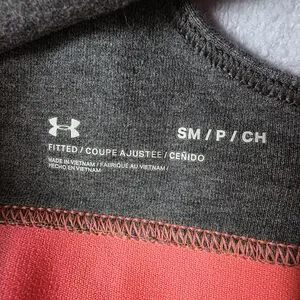 SM / P / CH
FITTED / COUPE AJUSTÉE / CEÑIDO
MADE IN VIETNAM / FABRIQUÉ AU VIETNAM /
HECHO EN VIETNAM